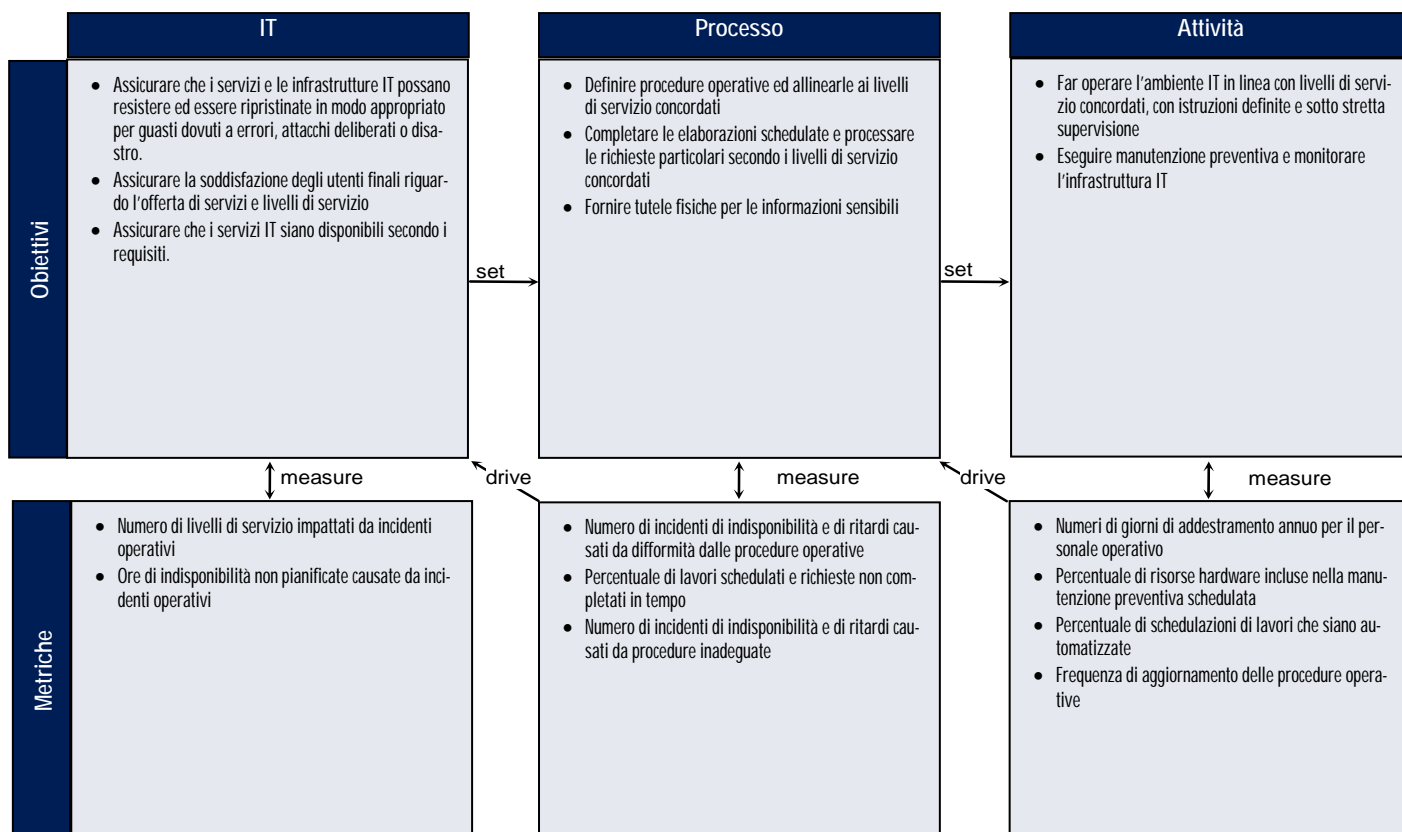 IT
Processo
Attività
Obiettivi
• Assicurare che i servizi e le infrastrutture IT possano
resistere ed essere ripristinate in modo appropriato
per guasti dovuti a errori, attacchi deliberati o disa-
stro.
• Assicurare la soddisfazione degli utenti finali riguar-
do l'offerta di servizi e livelli di servizio
• Assicurare che i servizi IT siano disponibili secondo i
requisiti.
set
• Definire procedure operative ed allinearle ai livelli
di servizio concordati
• Completare le elaborazioni schedulate e processare
le richieste particolari secondo i livelli di servizio
concordati
• Fornire tutele fisiche per le informazioni sensibili
set
• Far operare l'ambiente IT in linea con livelli di servi-
zio concordati, con istruzioni definite e sotto stretta
supervisione
• Eseguire manutenzione preventiva e monitorare
l'infrastruttura IT
measure
drive
measure
drive
measure
Metriche
• Numero di livelli di servizio impattati da incidenti
operativi
• Ore di indisponibilità non pianificate causate da inci-
denti operativi
• Numero di incidenti di indisponibilità e di ritardi cau-
sati da difformità dalle procedure operative
• Percentuale di lavori schedulati e richieste non com-
pletati in tempo
• Numero di incidenti di indisponibilità e di ritardi cau-
sati da procedure inadeguate
• Numeri di giorni di addestramento annuo per il per-
sonale operativo
• Percentuale di risorse hardware incluse nella manu-
tenzione preventiva schedulata
• Percentuale di schedulazioni di lavori che siano au-
tomatizzate
• Frequenza di aggiornamento delle procedure opera-
tive